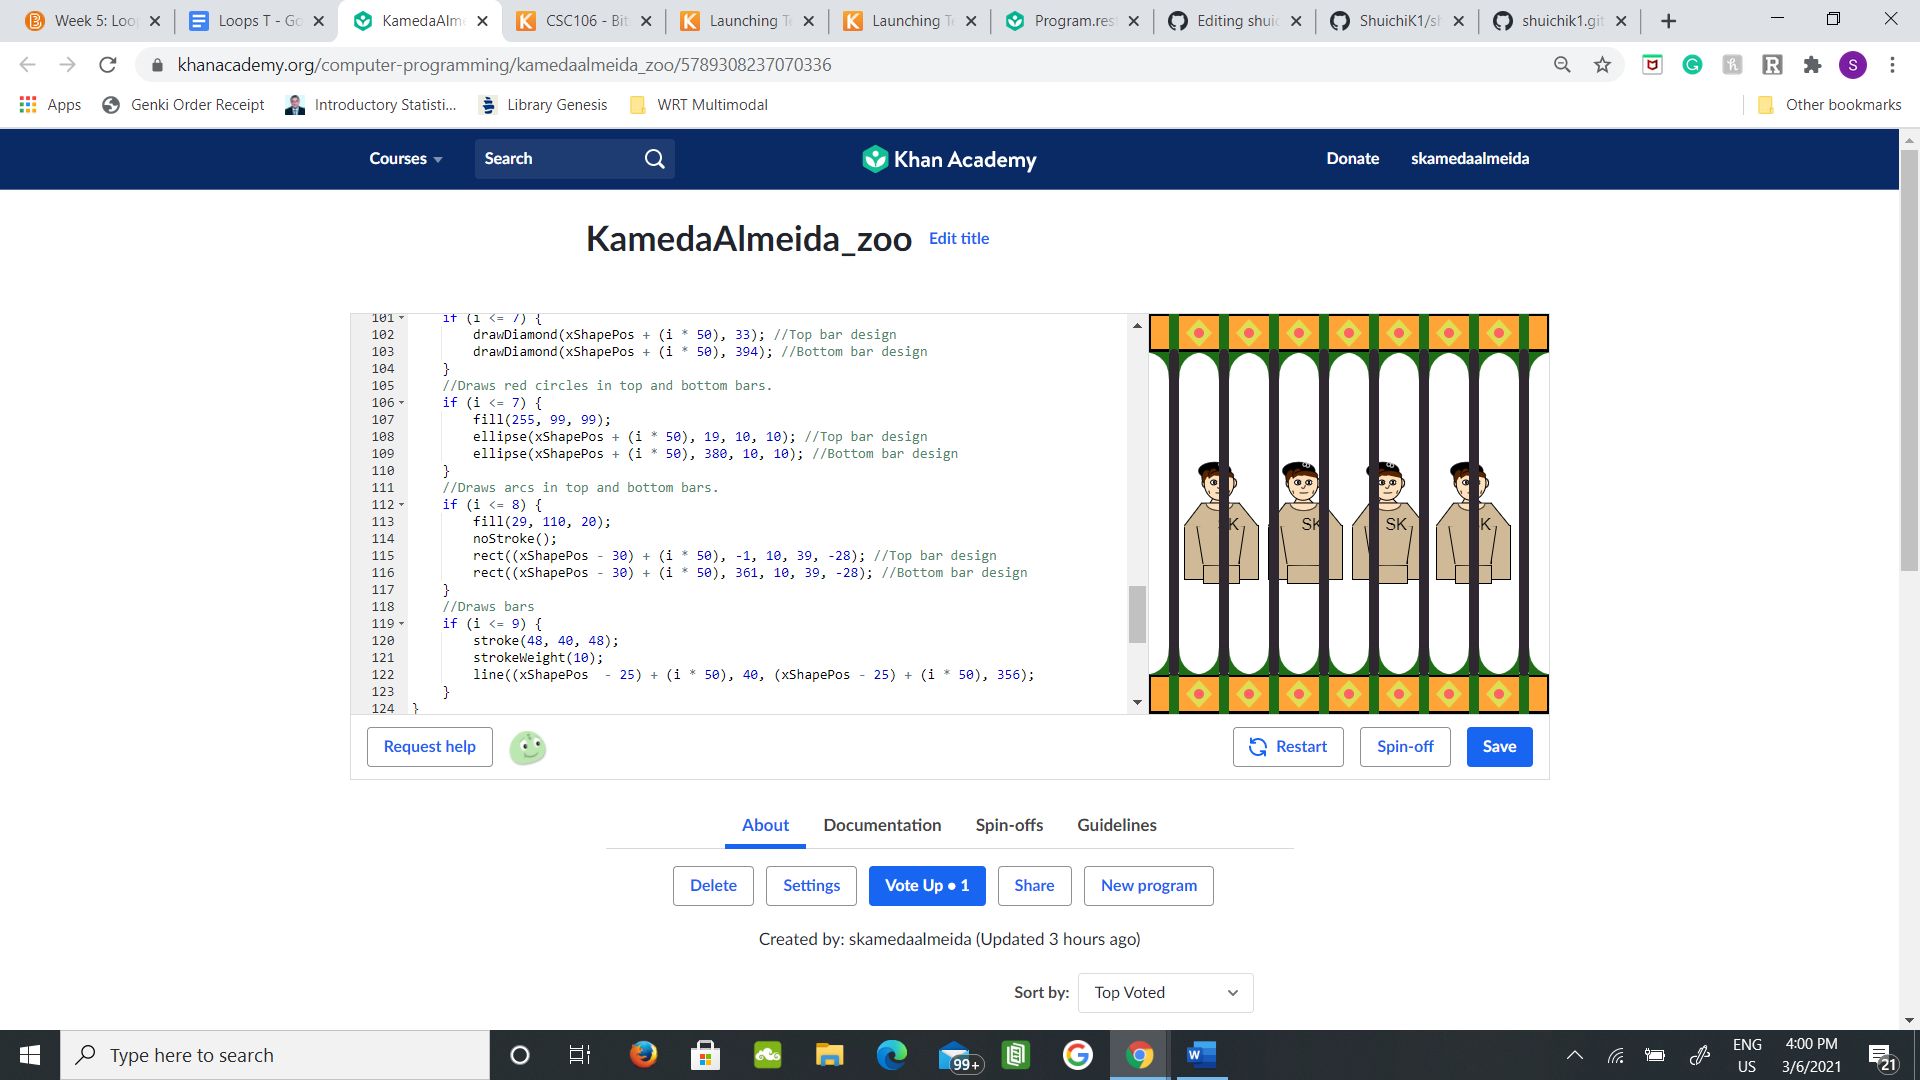 Week 5: Loo
Loops T - Go
KamedaAlme
CSC106 - Bit
Launching Te
Launching Te
Program.res
Editing shuic
ShuichiK1/sh
shuichik1.git
khanacademy.org/computer-programming/kamedaalmeida_zoo/5789308237070336
S
Apps
Genki Order Receipt
Introductory Statisti...
Library Genesis
WRT Multimodal
Other bookmarks
Courses
Search
Khan Academy
Donate
skamedaalmeida
KamedaAlmeida_zoo
Edit title
101 if (i <= 7) {
102 drawDiamond(xShapePos + (i * 50), 33); //Top bar design
103 drawDiamond(xShapePos + (i * 50), 394); //Bottom bar design
104 }
105 //Draws red circles in top and bottom bars.
106 if (i <= 7) {
107 fill(255, 99, 99);
108 ellipse(xShapePos + (i * 50), 19, 10, 10); //Top bar design
109 ellipse(xShapePos + (i * 50), 380, 10, 10); //Bottom bar design
110 }
111 //Draws arcs in top and bottom bars.
112 if (i <= 8) {
113 fill(29, 110, 20);
114 noStroke();
115 rect((xShapePos - 30) + (i * 50), -1, 10, 39, -28); //Top bar design
116 rect((xShapePos - 30) + (i * 50), 361, 10, 39, -28); //Bottom bar design
117 }
118 //Draws bars
119 if (i <= 9) {
120 stroke(48, 40, 48);
121 strokeWeight(10);
122 line((xShapePos  - 25) + (i * 50), 40, (xShapePos - 25) + (i * 50), 356);
123 }
124 }
K SK SK K
Request help
Restart
Spin-off
Save
About
Documentation
Spin-offs
Guidelines
Delete
Settings
Vote Up • 1
Share
New program
Created by: skamedaalmeida (Updated 3 hours ago)
Sort by: Top Voted
Type here to search
99+
ENG
US
4:00 PM
3/6/2021
21